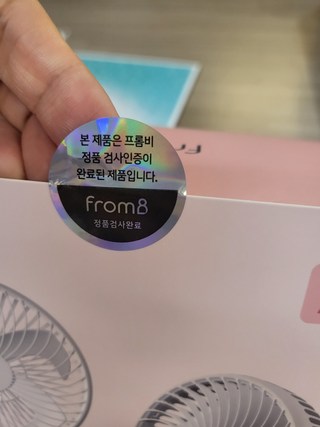 본 제품은 프롬비
정품 검사인증이
완료된 제품입니다.
from8
정품검사완료